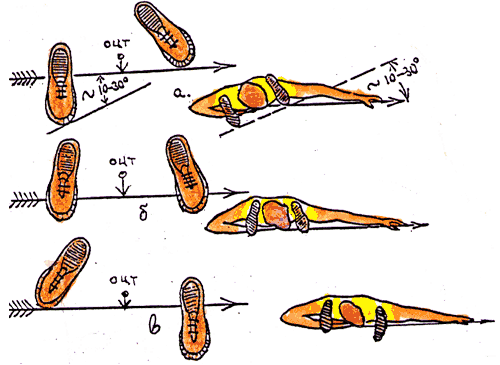 оцт
~10-30°
а.
~10-30°
оцт
б
оцт
в